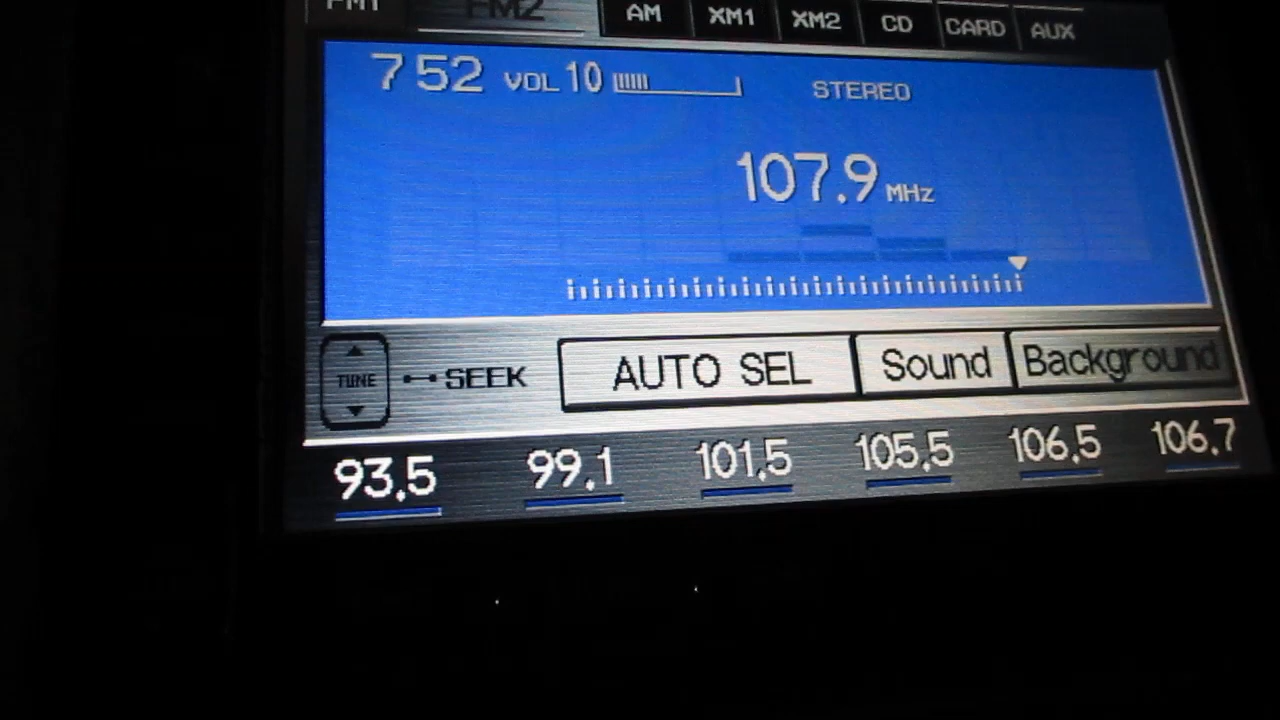 FM1 FM2 AM XM1 XM2 CD CARD AUX
7 52 VOL 10 STEREO
107.9 MHz
TUNE SEEK AUTO SEL Sound Background
93.5 99.1 101.5 105.5 106.5 106.7